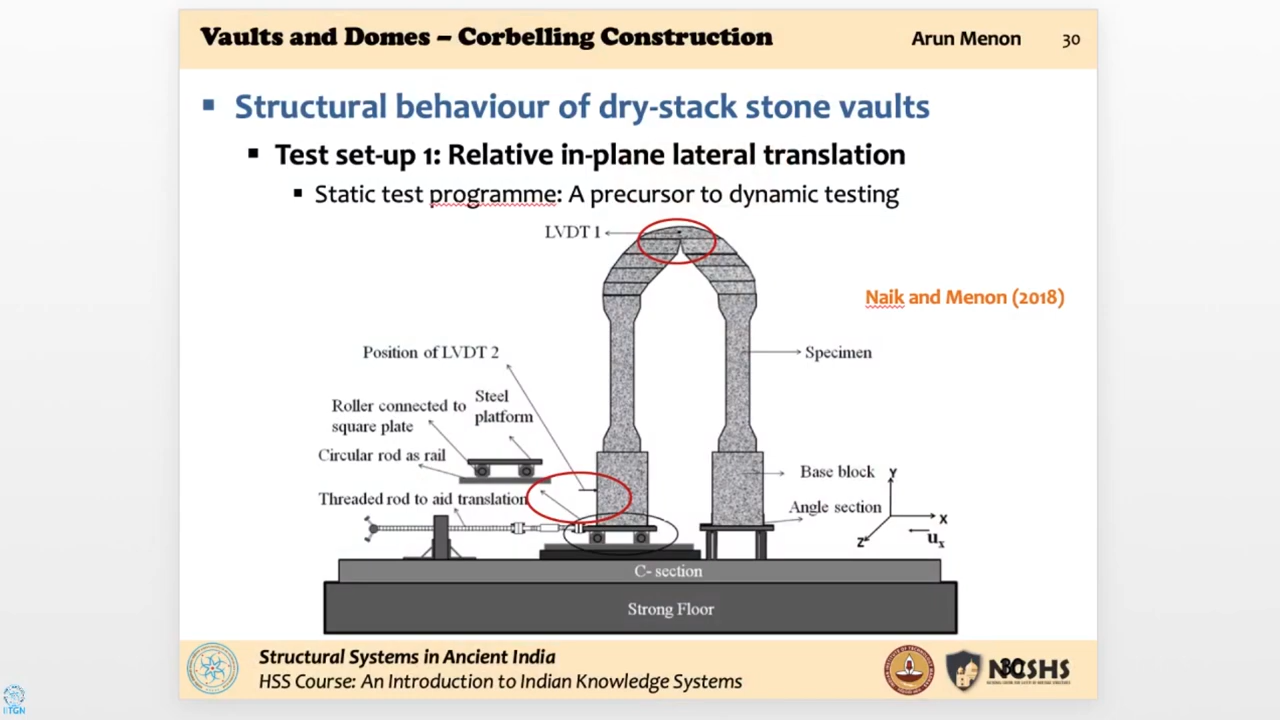 Vaults and Domes – Corbelling Construction
Arun Menon
30
Structural behaviour of dry-stack stone vaults
Test set-up 1: Relative in-plane lateral translation
Static test programme: A precursor to dynamic testing
LVDT 1
Naik and Menon (2018)
Position of LVDT 2
Specimen
Roller connected to
square plate
Steel
platform
Circular rod as rail
Base block
Y
Threaded rod to aid translation
Angle section
X
Z
ux
C- section
Strong Floor
Structural Systems in Ancient India
HSS Course: An Introduction to Indian Knowledge Systems
30
NCSHS
IITGN